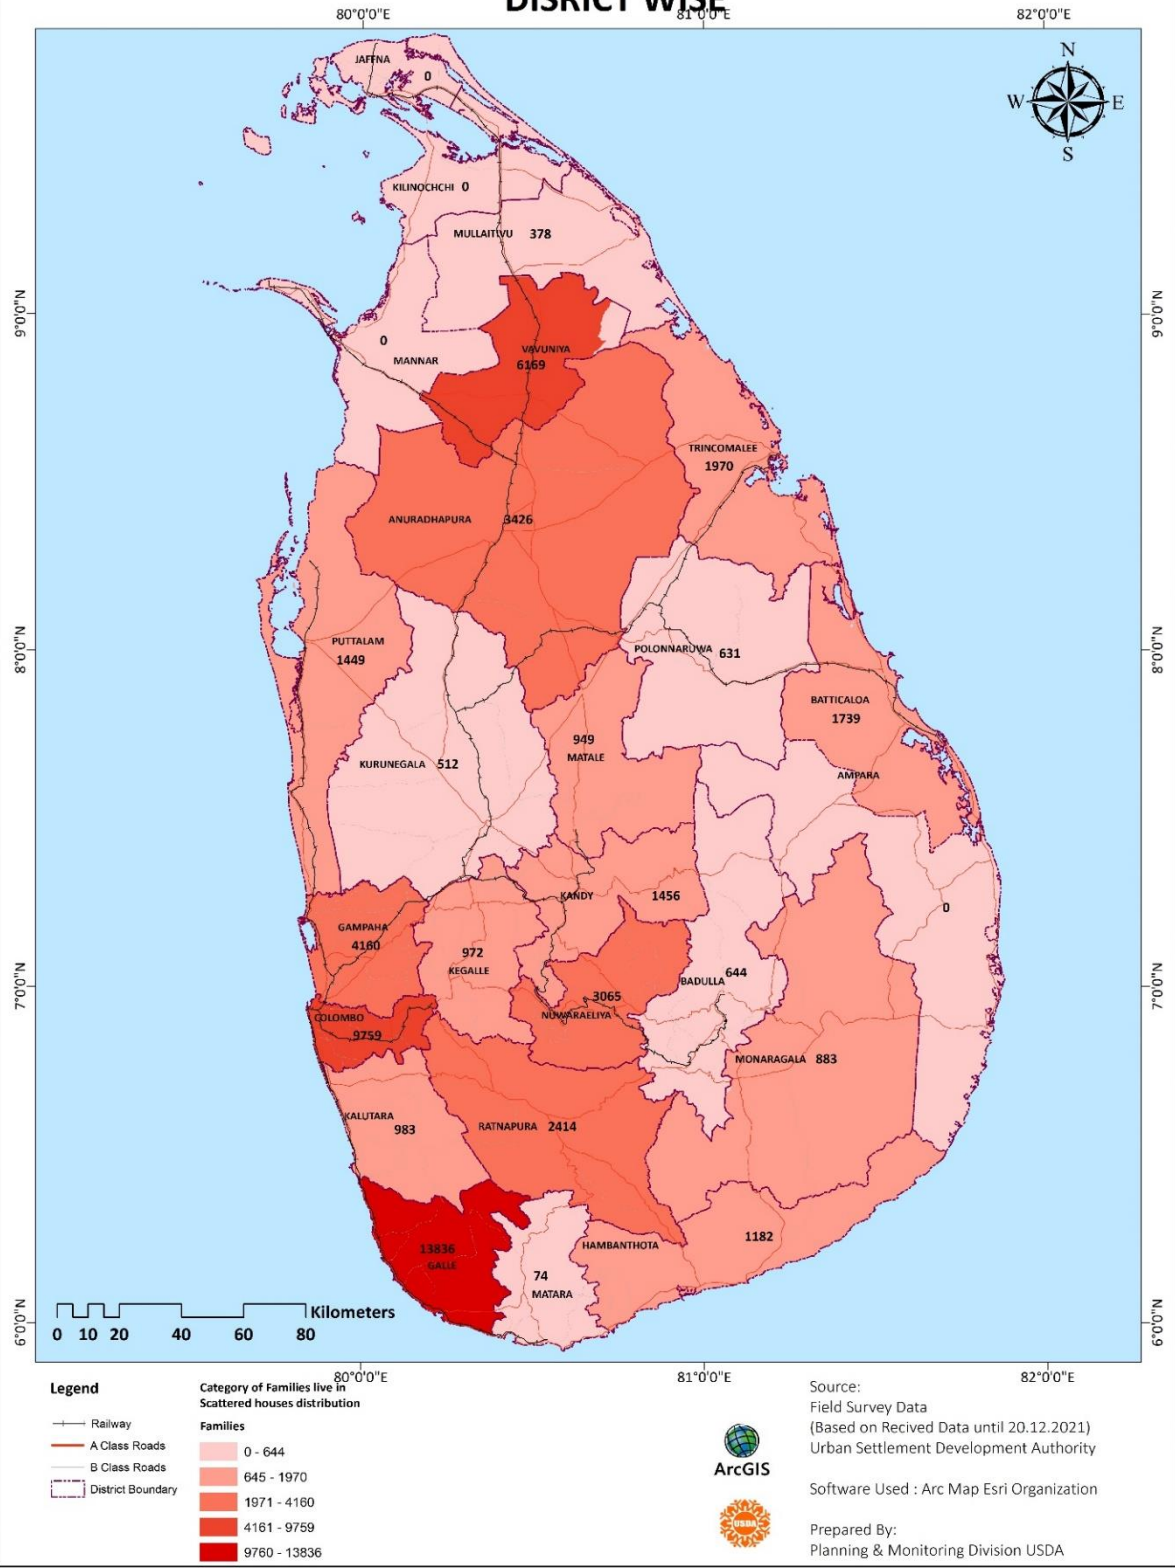 DISRICT WISE
80°0'0"E
81°0'0"E
82°0'0"E
N
W
E
S
JAFFNA
0
KILINOCHCHI 0
MULLAITIVU 378
9°0'0"N
9°0'0"N
0
MANNAR
VAVUNIYA
6169
TRINCOMALEE
1970
ANURADHAPURA 3426
PUTTALAM
1449
8°0'0"N
8°0'0"N
POLONNARUWA 631
BATTICALOA
1739
949
MATALE
KURUNEGALA 512
AMPARA
KANDY 1456
0
GAMPAHA
4160
972
KEGALLE
BADULLA 644
7°0'0"N
7°0'0"N
3065
NUWARAELIYA
COLOMBO
9759
MONARAGALA 883
KALUTARA
983
RATNAPURA 2414
1182
HAMBANTHOTA
13836
GALLE
74
MATARA
6°0'0"N
6°0'0"N
Kilometers
0 10 20 40 60 80
80°0'0"E
81°0'0"E
82°0'0"E
Legend
Railway
A Class Roads
B Class Roads
District Boundary
Category of Families live in
Scattered houses distribution
Families
0 - 644
645 - 1970
1971 - 4160
4161 - 9759
9760 - 13836
ArcGIS
USDA
Source:
Field Survey Data
(Based on Recived Data until 20.12.2021)
Urban Settlement Development Authority
Software Used : Arc Map Esri Organization
Prepared By:
Planning & Monitoring Division USDA